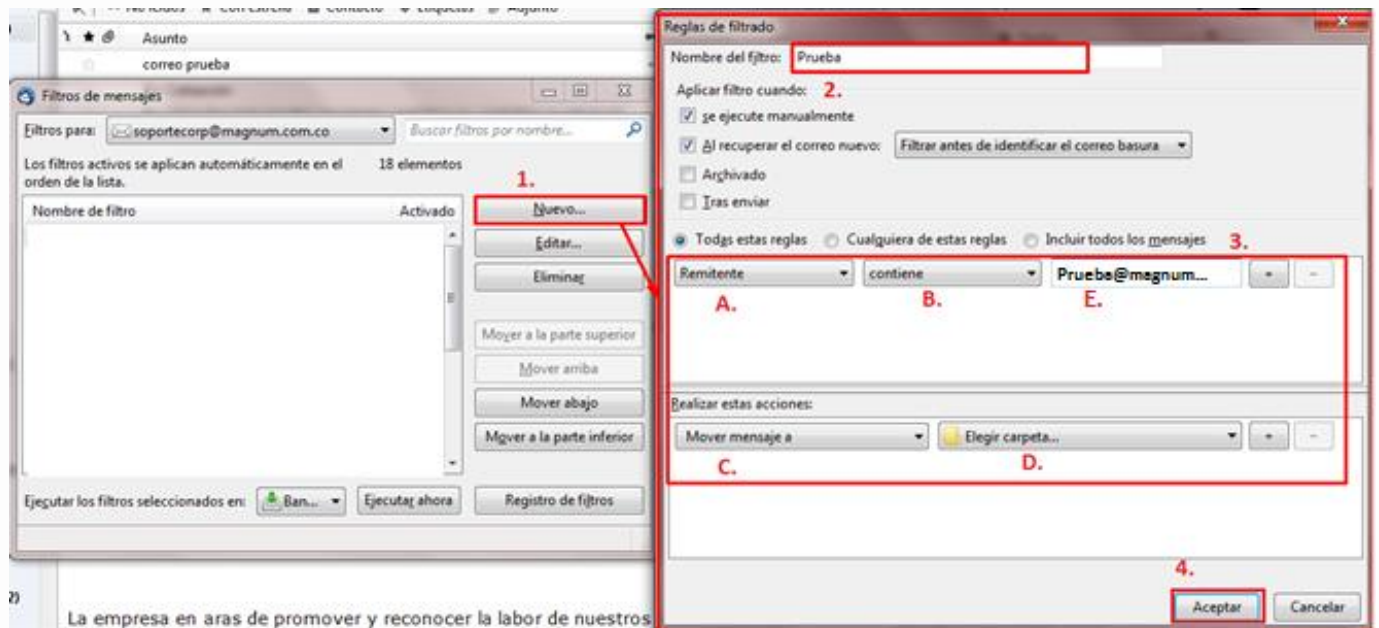 No leídos Con estrella Contacto Etiquetas Adjunto
Asunto
correo prueba
Filtros de mensajes
Filtros para: soportecorp@magnum.com.co Buscar filtros por nombre...
Los filtros activos se aplican automáticamente en el orden de la lista. 18 elementos
Nombre de filtro Activado
1.
Nuevo...
Editar...
Eliminar
Mover a la parte superior
Mover arriba
Mover abajo
Mover a la parte inferior
Ejecutar los filtros seleccionados en: Ban... Ejecutar ahora Registro de filtros
2)
La empresa en aras de promover y reconocer la labor de nuestros
Reglas de filtrado
Nombre del filtro: Prueba
Aplicar filtro cuando: 2.
se ejecute manualmente
Al recuperar el correo nuevo: Filtrar antes de identificar el correo basura
Archivado
Tras enviar
Todas estas reglas Cualquiera de estas reglas Incluir todos los mensajes 3.
Remitente contiene Prueba@magnum... + -
A. B. E.
Realizar estas acciones:
Mover mensaje a Elegir carpeta... + -
C. D.
4.
Aceptar Cancelar